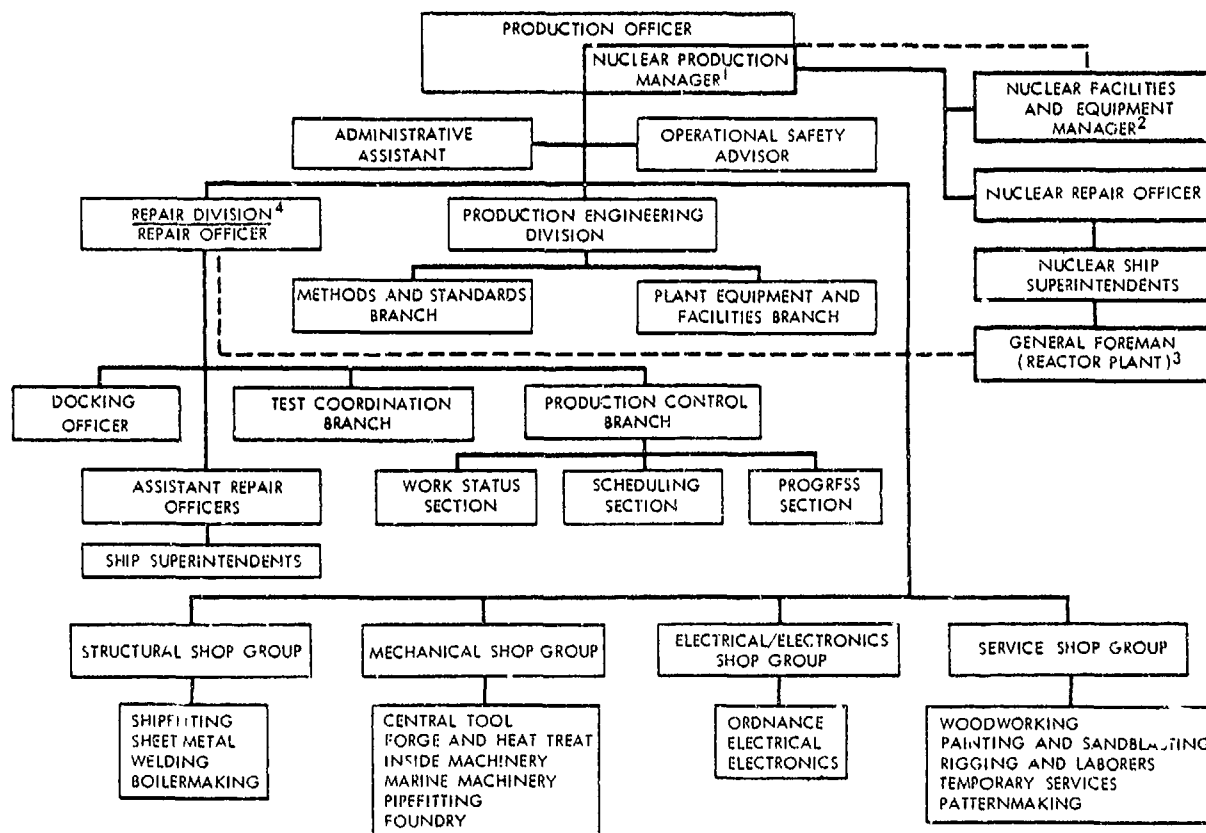 PRODUCTION OFFICER
NUCLEAR PRODUCTION
MANAGER1
NUCLEAR FACILITIES
AND EQUIPMENT
MANAGER2
ADMINISTRATIVE
ASSISTANT
OPERATIONAL SAFETY
ADVISOR
NUCLEAR REPAIR OFFICER
REPAIR DIVISION4
REPAIR OFFICER
PRODUCTION ENGINEERING
DIVISION
NUCLEAR SHIP
SUPERINTENDENTS
METHODS AND STANDARDS
BRANCH
PLANT EQUIPMENT AND
FACILITIES BRANCH
GENERAL FOREMAN
(REACTOR PLANT)3
DOCKING
OFFICER
TEST COORDINATION
BRANCH
PRODUCTION CONTROL
BRANCH
ASSISTANT REPAIR
OFFICERS
WORK STATUS
SECTION
SCHEDULING
SECTION
PROGRFSS
SECTION
SHIP SUPERINTENDENTS
STRUCTURAL SHOP GROUP
MECHANICAL SHOP GROUP
ELECTRICAL/ELECTRONICS
SHOP GROUP
SERVICE SHOP GROUP
SHIPFITTING
SHEET METAL
WELDING
BOILERMAKING
CENTRAL TOOL
FORGE AND HEAT TREAT
INSIDE MACHINERY
MARINE MACHINERY
PIPEFITTING
FOUNDRY
ORDNANCE
ELECTRICAL
ELECTRONICS
WOODWORKING
PAINTING AND SANDBLASTING
RIGGING AND LABORERS
TEMPORARY SERVICES
PATTERNMAKING